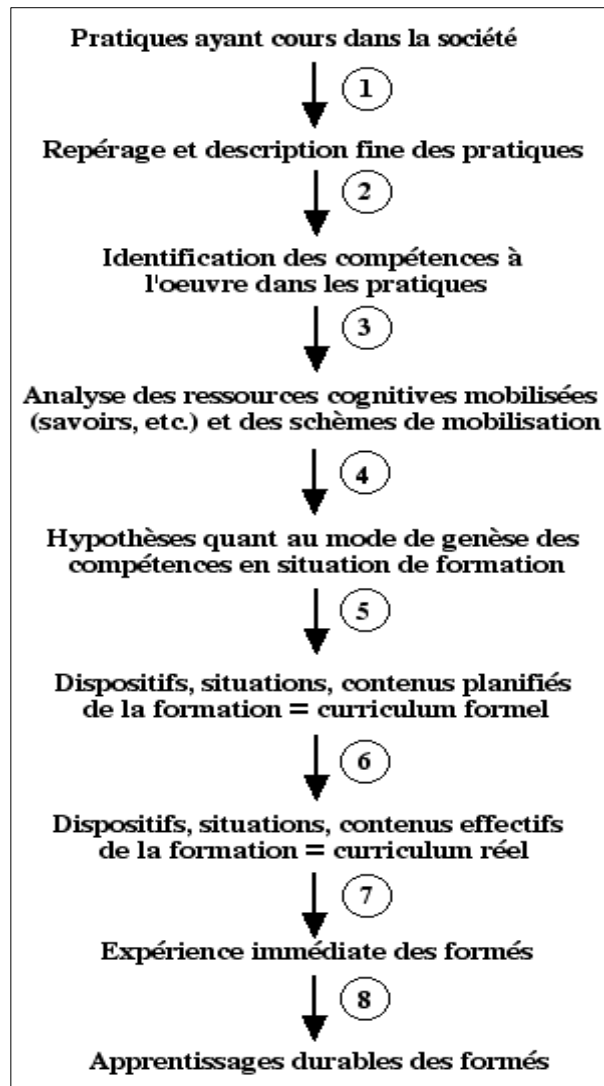 Pratiques ayant cours dans la société
1
Repérage et description fine des pratiques
2
Identification des compétences à
l'oeuvre dans les pratiques
3
Analyse des ressources cognitives mobilisées
(savoirs, etc.) et des schèmes de mobilisation
4
Hypothèses quant au mode de genèse des
compétences en situation de formation
5
Dispositifs, situations, contenus planifiés
de la formation = curriculum formel
6
Dispositifs, situations, contenus effectifs
de la formation = curriculum réel
7
Expérience immédiate des formés
8
Apprentissages durables des formés